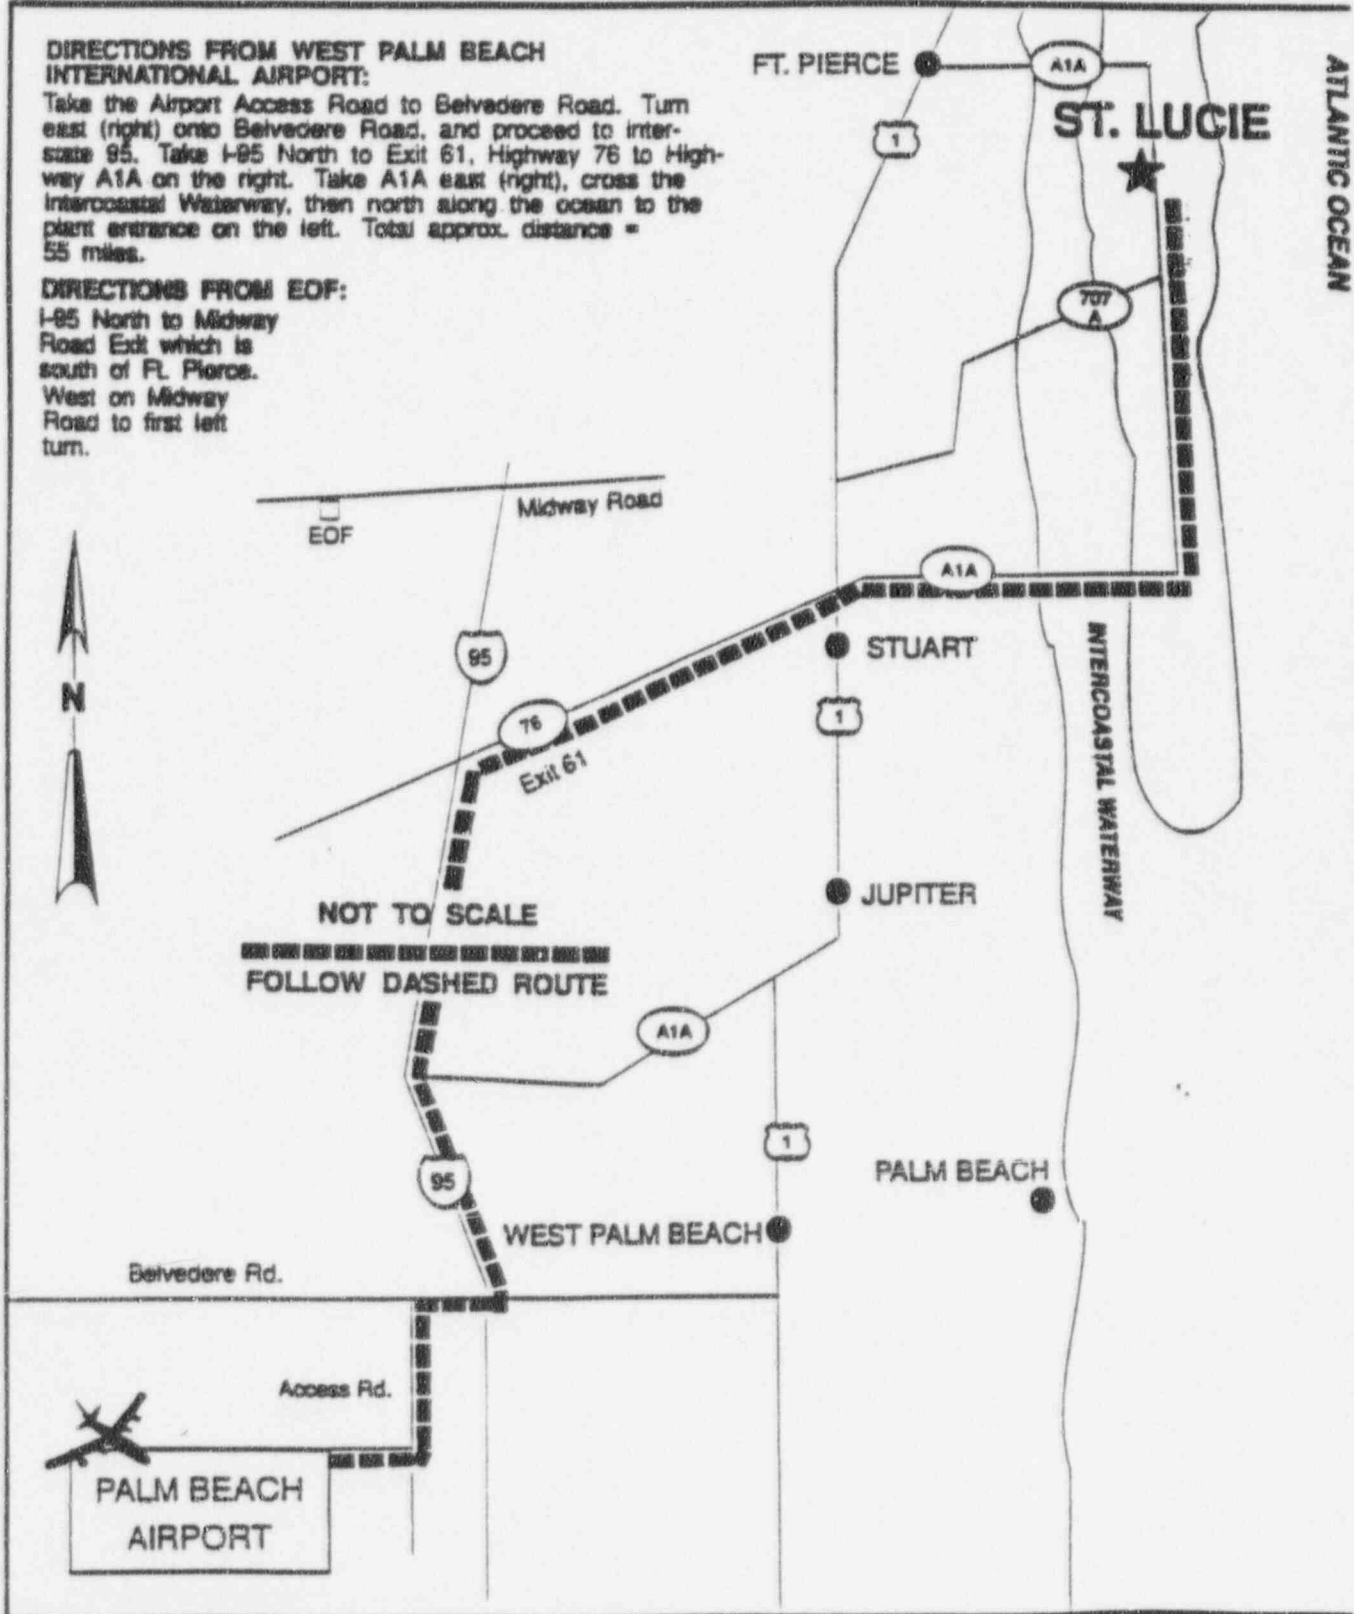 DIRECTIONS FROM WEST PALM BEACH
INTERNATIONAL AIRPORT:
Take the Airport Access Road to Belvedere Road. Turn
east (right) onto Belvedere Road, and proceed to inter-
state 95. Take I-95 North to Exit 61, Highway 76 to High-
way A1A on the right. Take A1A east (right), cross the
Intercoastal Waterway, then north along the ocean to the
plant entrance on the left. Total approx. distance =
55 miles.
DIRECTIONS FROM EOF:
I-95 North to Midway
Road Exit which is
south of Ft. Pierce.
West on Midway
Road to first left
turn.
FT. PIERCE
A1A
ST. LUCIE
ATLANTIC OCEAN
1
707
A
Midway Road
EOF
A1A
95
STUART
INTERCOASTAL WATERWAY
N
76
Exit 61
1
JUPITER
NOT TO SCALE
FOLLOW DASHED ROUTE
A1A
1
PALM BEACH
95
WEST PALM BEACH
Belvedere Rd.
Access Rd.
PALM BEACH
AIRPORT